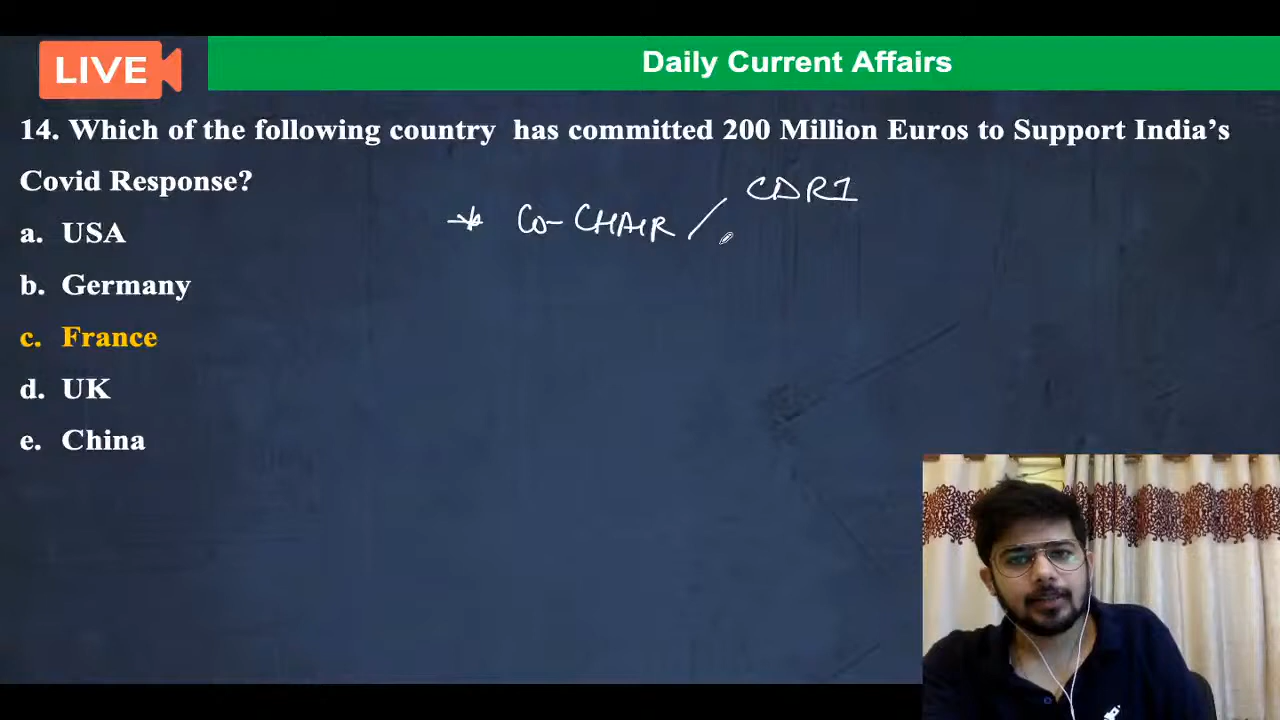 LIVE
Daily Current Affairs
14. Which of the following country has committed 200 Million Euros to Support India's
Covid Response?
CDRI
Co-CHAIR /
a. USA
b. Germany
c. France
d. UK
e. China